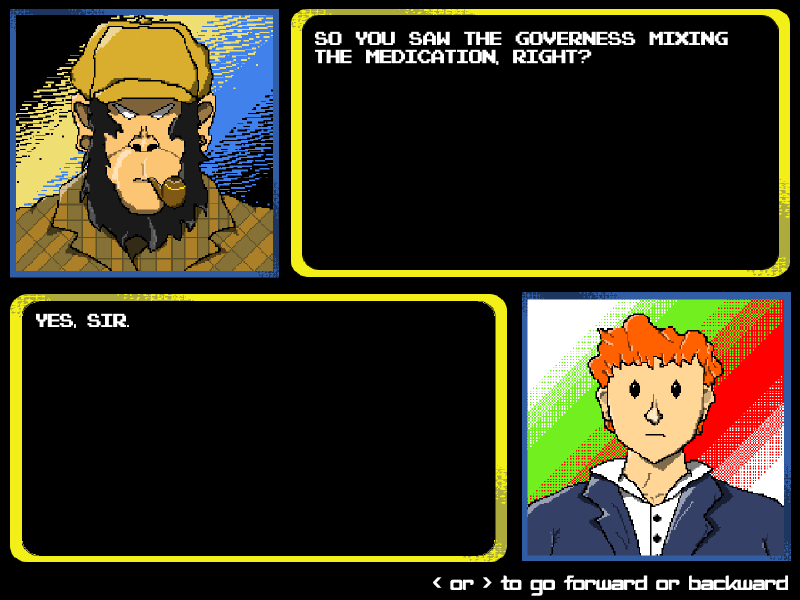 SO YOU SAW THE GOVERNESS MIXING
THE MEDICATION, RIGHT?
YES, SIR.
< or > to go forward or backward